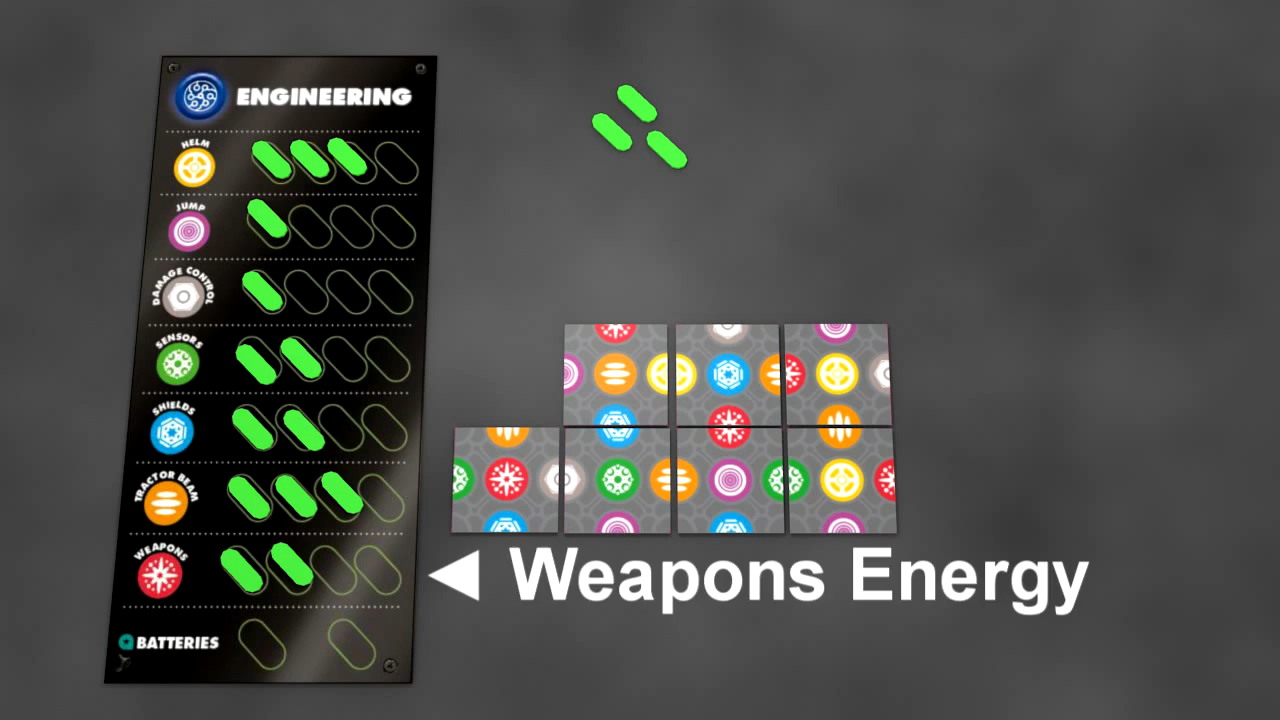 ENGINEERING
HELM
JUMP
DAMAGE CONTROL
SENSORS
SHIELDS
TRACTOR BEAM
WEAPONS
Weapons Energy
BATTERIES